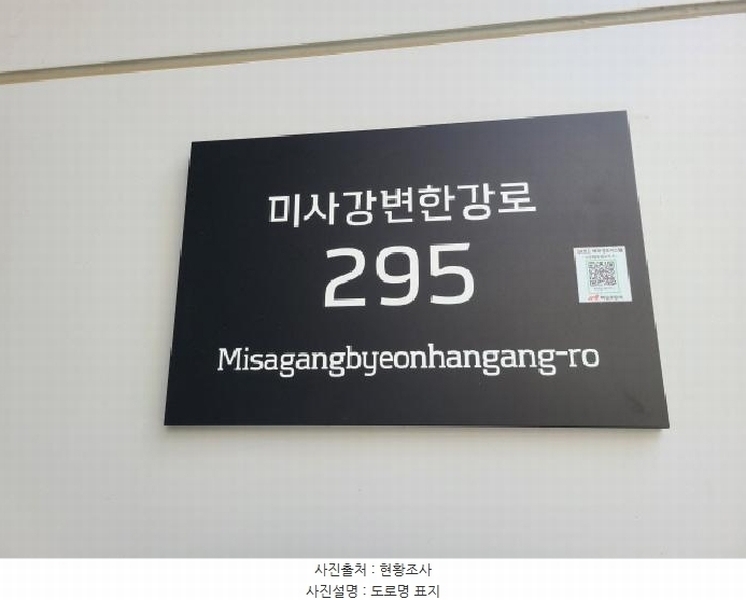 미사강변한강로
295
Misagangbyeonhangang-ro
사진출처 : 현황조사
사진설명 : 도로명 표지